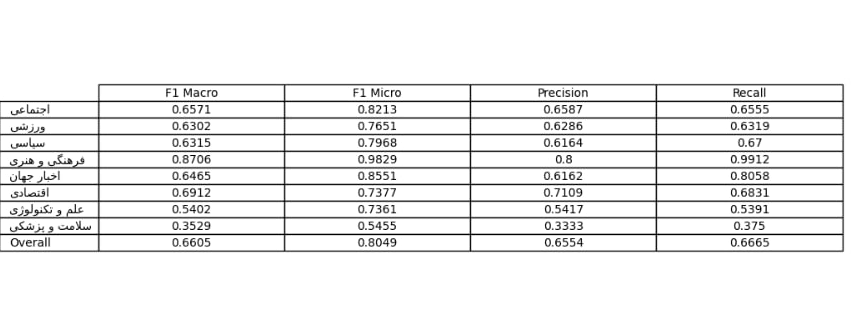 F1 Macro F1 Micro Precision Recall
اجتماعی 0.6571 0.8213 0.6587 0.6555
ورزشی 0.6302 0.7651 0.6286 0.6319
سیاسی 0.6315 0.7968 0.6164 0.67
فرهنگی و هنری 0.8706 0.9829 0.8 0.9912
اخبار جهان 0.6465 0.8551 0.6162 0.8058
اقتصادی 0.6912 0.7377 0.7109 0.6831
علم و تکنولوژی 0.5402 0.7361 0.5417 0.5391
سلامت و پزشکی 0.3529 0.5455 0.3333 0.375
Overall 0.6605 0.8049 0.6554 0.6665